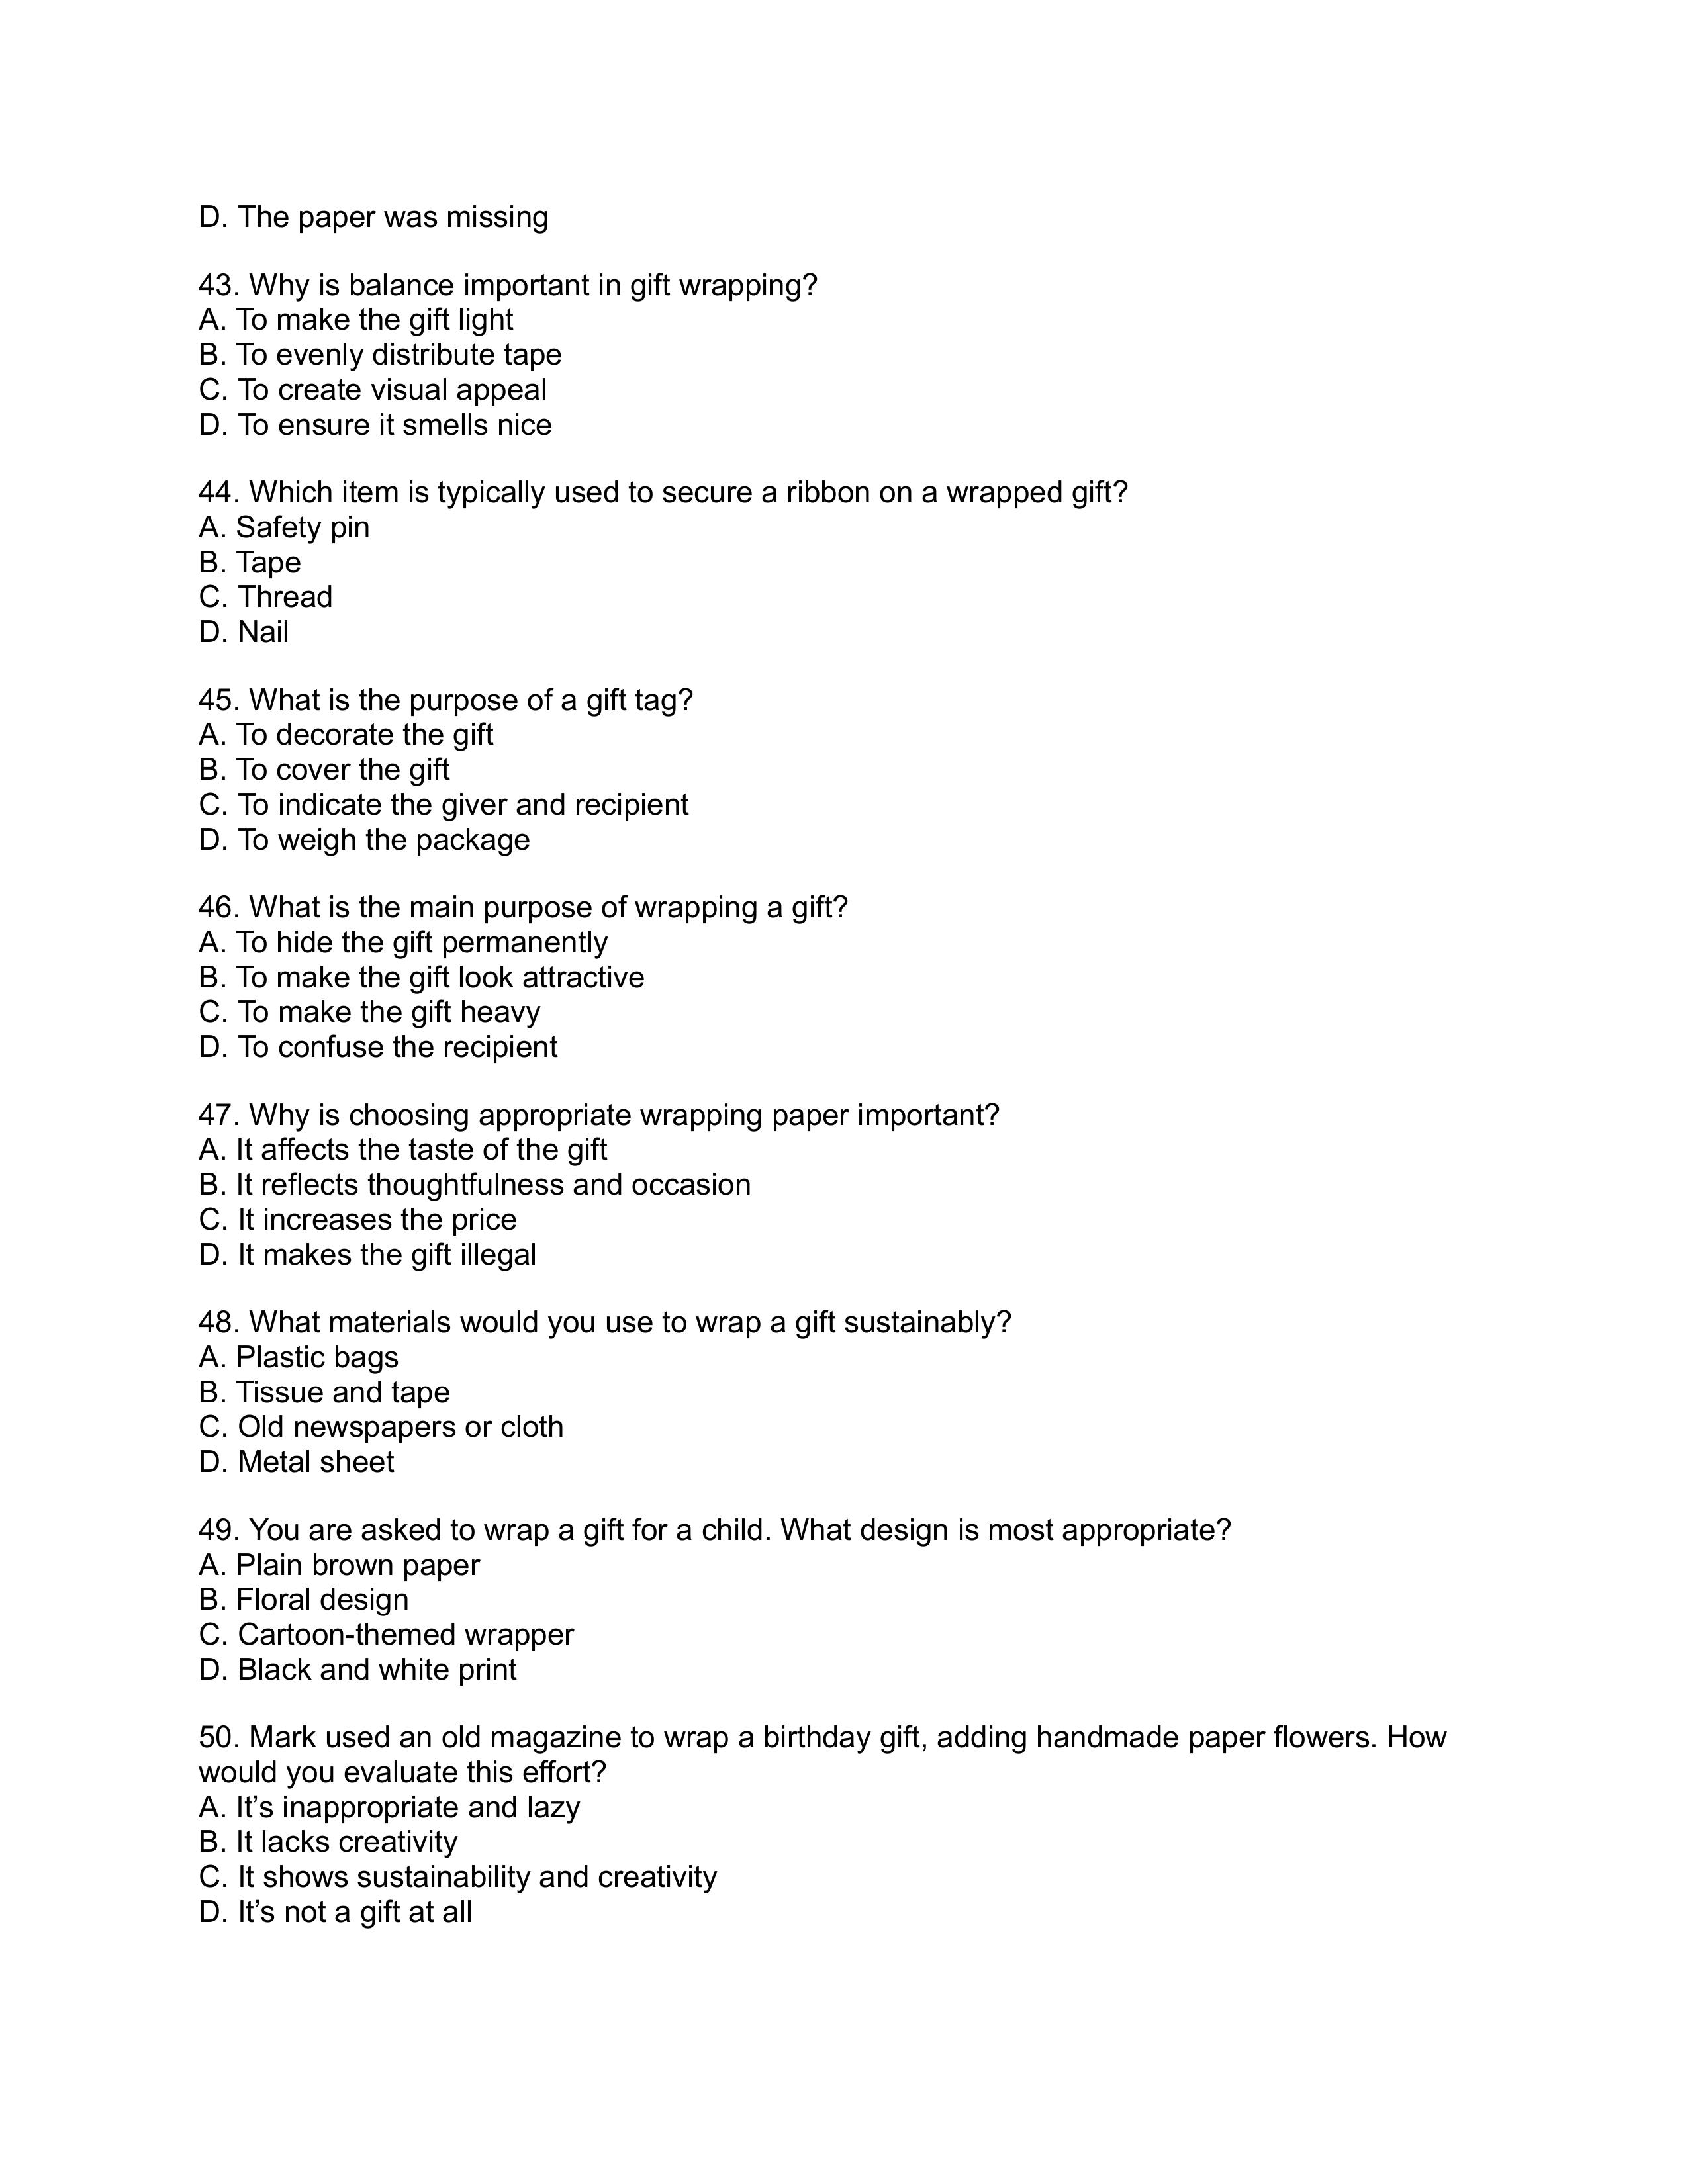 D. The paper was missing
43. Why is balance important in gift wrapping?
A. To make the gift light
B. To evenly distribute tape
C. To create visual appeal
D. To ensure it smells nice
44. Which item is typically used to secure a ribbon on a wrapped gift?
A. Safety pin
B. Tape
C. Thread
D. Nail
45. What is the purpose of a gift tag?
A. To decorate the gift
B. To cover the gift
C. To indicate the giver and recipient
D. To weigh the package
46. What is the main purpose of wrapping a gift?
A. To hide the gift permanently
B. To make the gift look attractive
C. To make the gift heavy
D. To confuse the recipient
47. Why is choosing appropriate wrapping paper important?
A. It affects the taste of the gift
B. It reflects thoughtfulness and occasion
C. It increases the price
D. It makes the gift illegal
48. What materials would you use to wrap a gift sustainably?
A. Plastic bags
B. Tissue and tape
C. Old newspapers or cloth
D. Metal sheet
49. You are asked to wrap a gift for a child. What design is most appropriate?
A. Plain brown paper
B. Floral design
C. Cartoon-themed wrapper
D. Black and white print
50. Mark used an old magazine to wrap a birthday gift, adding handmade paper flowers. How
would you evaluate this effort?
A. It’s inappropriate and lazy
B. It lacks creativity
C. It shows sustainability and creativity
D. It’s not a gift at all